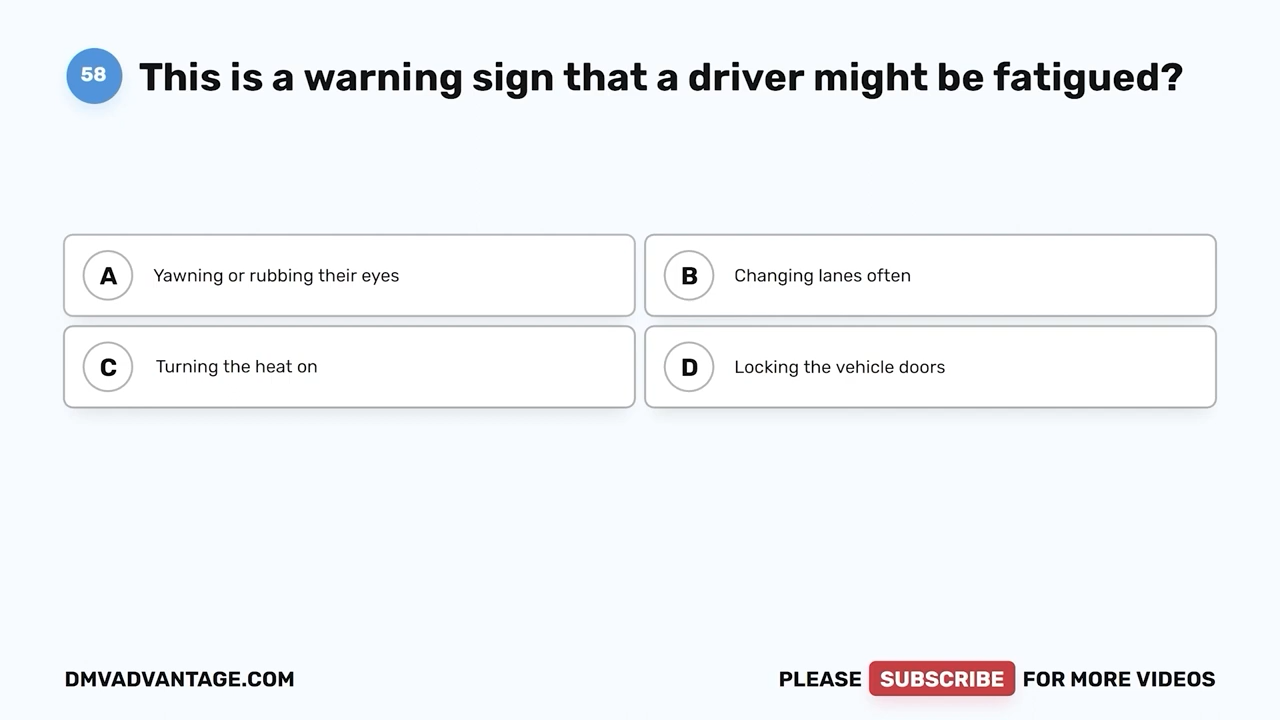 58 This is a warning sign that a driver might be fatigued?
A Yawning or rubbing their eyes
B Changing lanes often
C Turning the heat on
D Locking the vehicle doors
DMVADVANTAGE.COM
PLEASE SUBSCRIBE FOR MORE VIDEOS